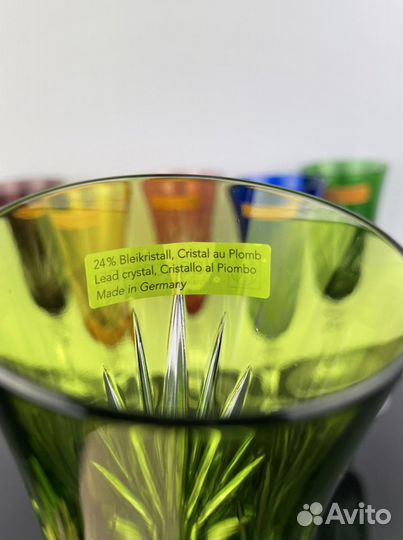 24% Bleikristall, Cristal au Plomb
Lead crystal, Cristallo al Piombo
Made in Germany
Avito